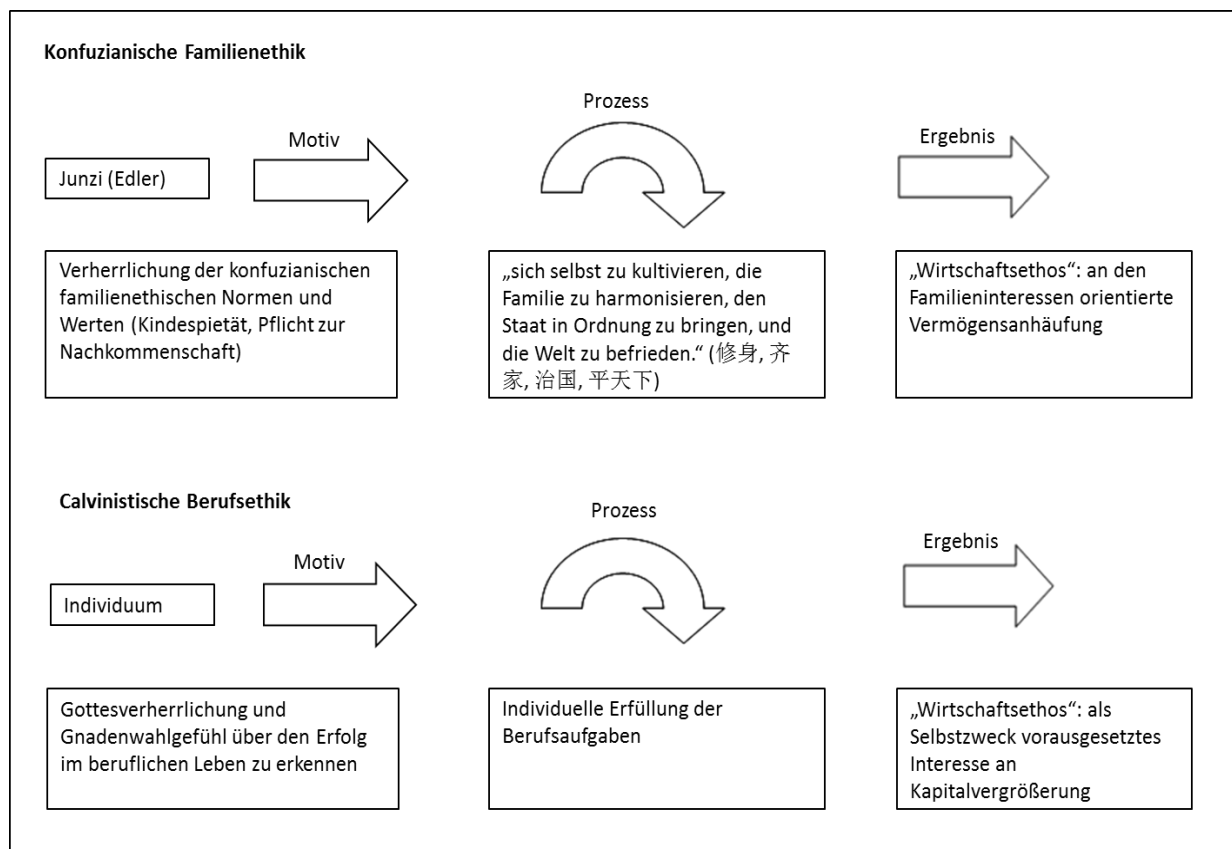 Konfuzianische Familienethik
Motiv
Prozess
Ergebnis
Junzi (Edler)
Verherrlichung der konfuzianischen
familienethischen Normen und
Werten (Kindespietät, Pflicht zur
Nachkommenschaft)
„sich selbst zu kultivieren, die
Familie zu harmonisieren, den
Staat in Ordnung zu bringen, und
die Welt zu befrieden.“ (修身, 齐
家, 治国, 平天下)
„Wirtschaftsethos“: an den
Familieninteressen orientierte
Vermögensanhäufung
Calvinistische Berufsethik
Motiv
Prozess
Ergebnis
Individuum
Gottesverherrlichung und
Gnadenwahlgefühl über den Erfolg
im beruflichen Leben zu erkennen
Individuelle Erfüllung der
Berufsaufgaben
„Wirtschaftsethos“: als
Selbstzweck vorausgesetztes
Interesse an
Kapitalvergrößerung